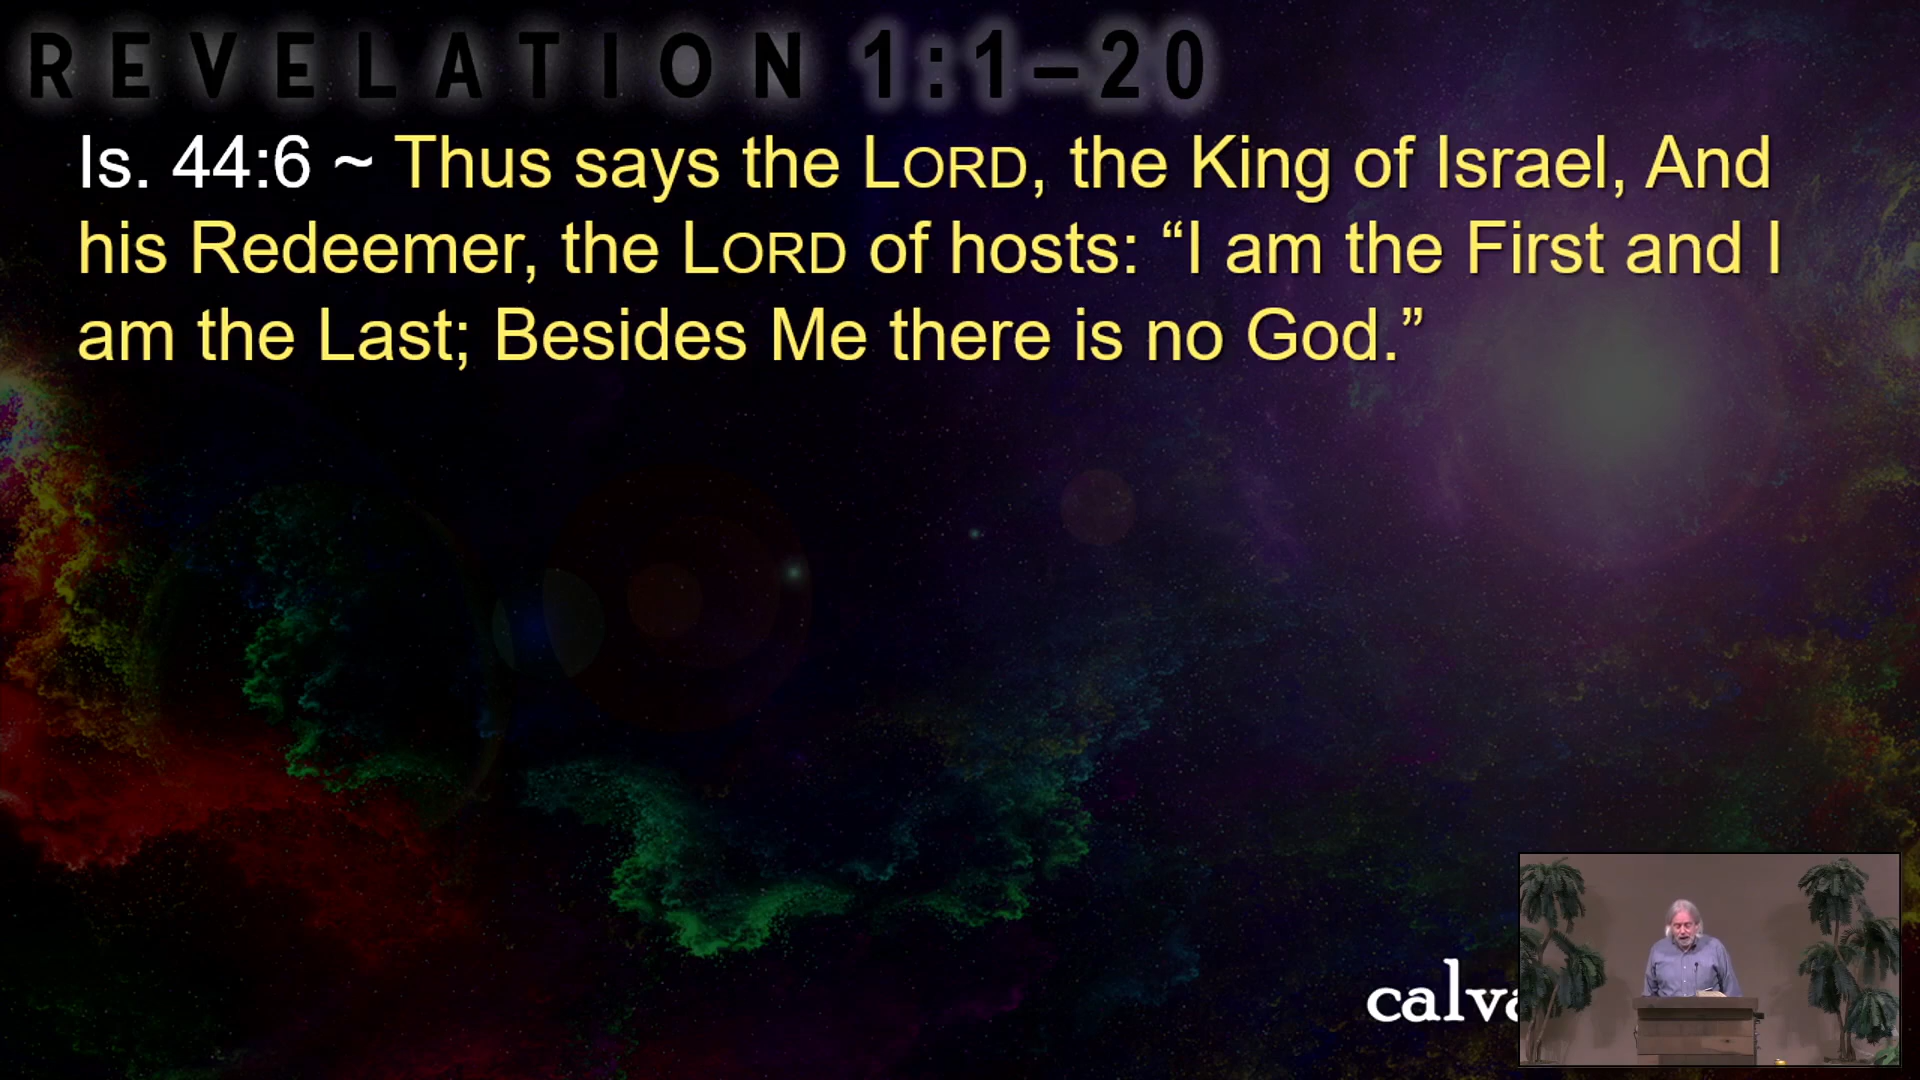 REVELATION 1:1–20
Is. 44:6 ~ Thus says the LORD, the King of Israel, And
his Redeemer, the LORD of hosts: “I am the First and I
am the Last; Besides Me there is no God.”